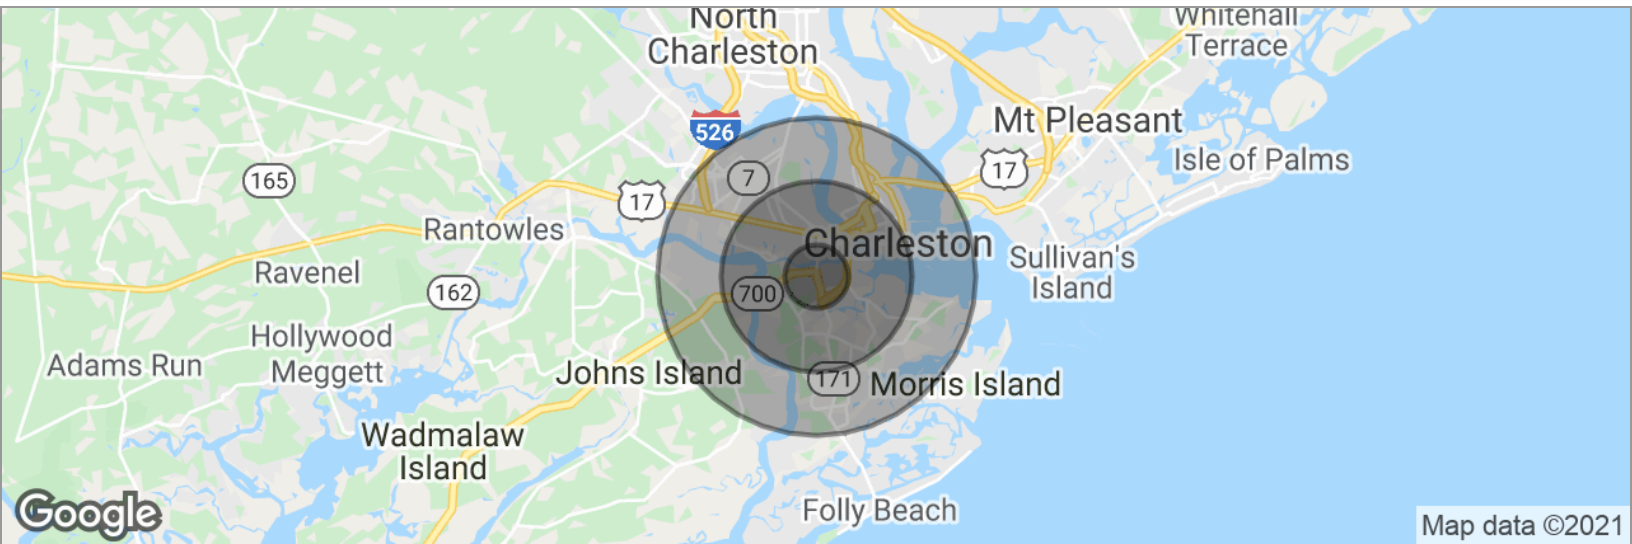 North
Charleston
Whitehall
Terrace
Mt Pleasant
526
Isle of Palms
17
165
7
17
Rantowles
Charleston
Sullivan's
Island
Ravenel
162
700
Hollywood
Meggett
Adams Run
Johns Island
171
Morris Island
Wadmalaw
Island
Folly Beach
Google
Map data ©2021